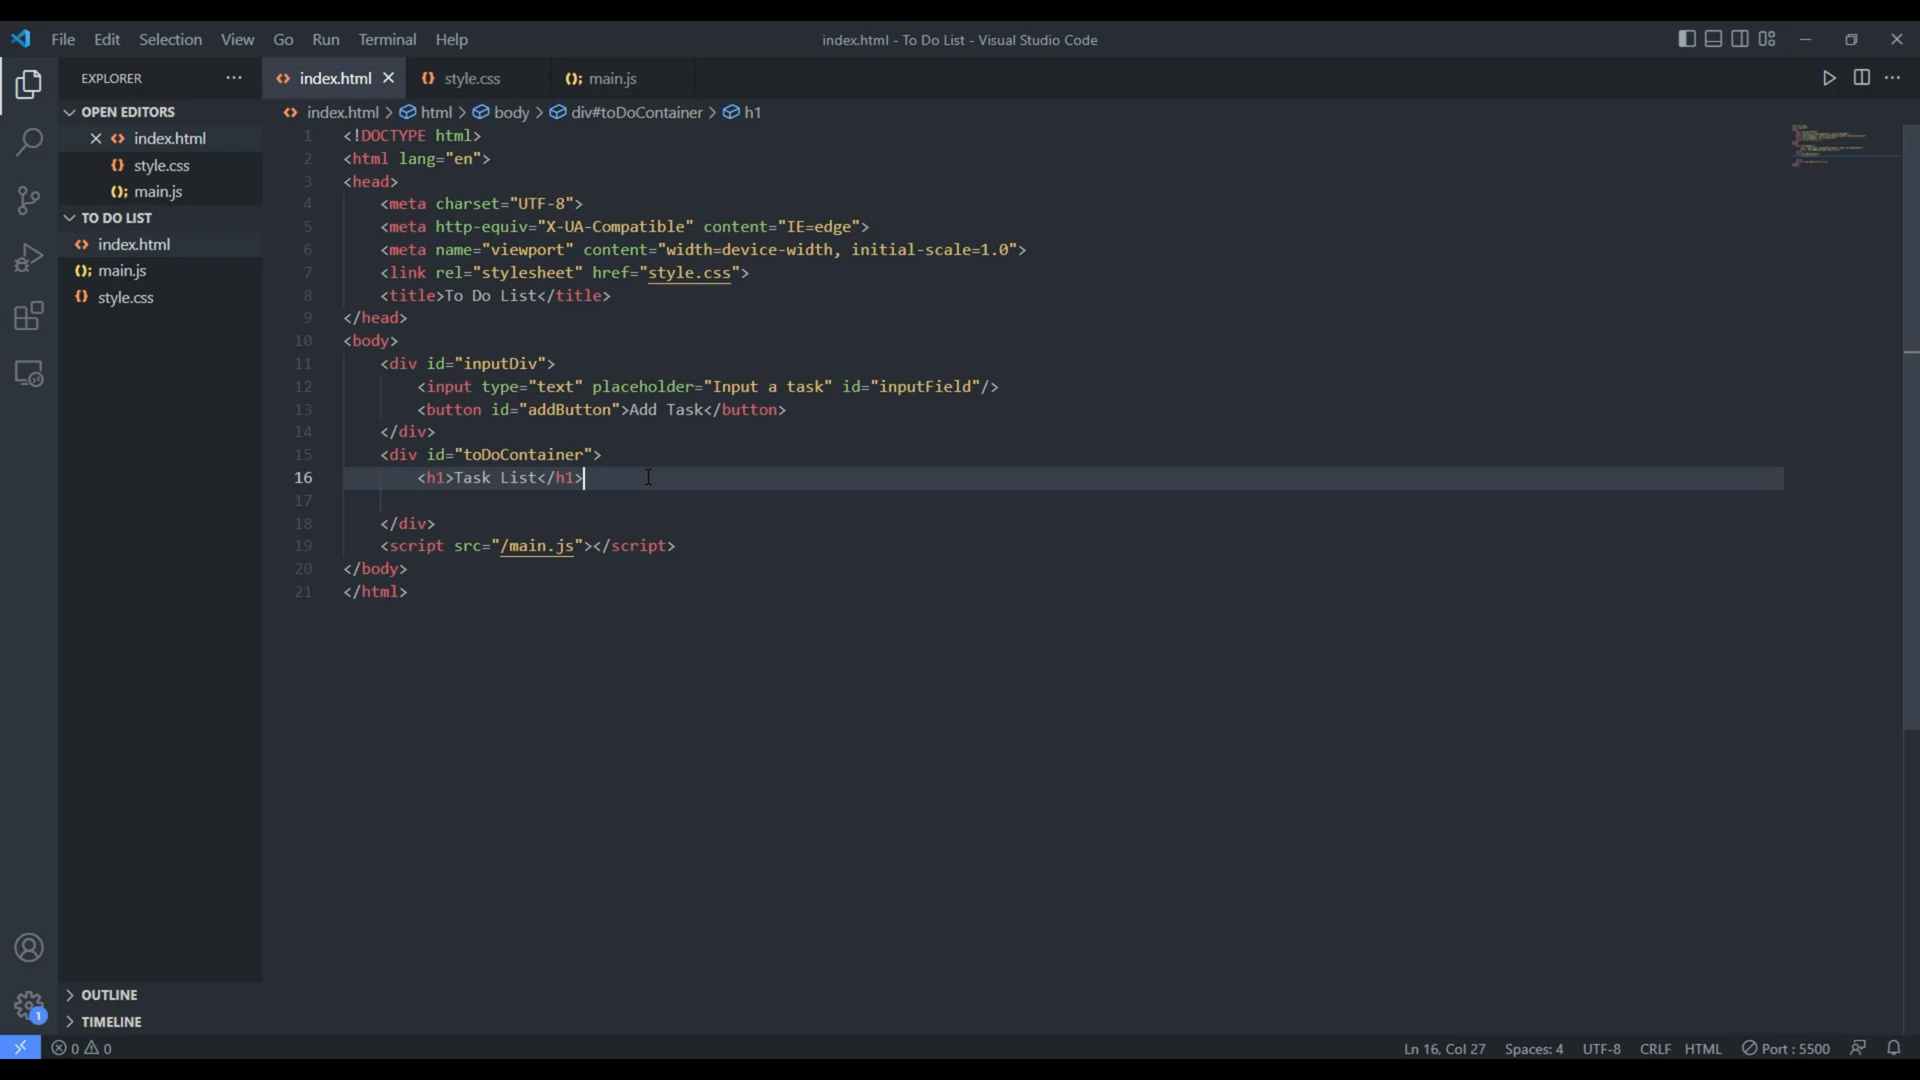 File Edit Selection View Go Run Terminal Help
index.html - To Do List - Visual Studio Code
EXPLORER
OPEN EDITORS
index.html
style.css
main.js
TO DO LIST
index.html
main.js
style.css
OUTLINE
TIMELINE
index.html style.css main.js
index.html > html > body > div#toDoContainer > h1
1 <!DOCTYPE html>
2 <html lang="en">
3 <head>
4     <meta charset="UTF-8">
5     <meta http-equiv="X-UA-Compatible" content="IE=edge">
6     <meta name="viewport" content="width=device-width, initial-scale=1.0">
7     <link rel="stylesheet" href="style.css">
8     <title>To Do List</title>
9 </head>
10 <body>
11     <div id="inputDiv">
12         <input type="text" placeholder="Input a task" id="inputField"/>
13         <button id="addButton">Add Task</button>
14     </div>
15     <div id="toDoContainer">
16         <h1>Task List</h1>
17
18     </div>
19     <script src="/main.js"></script>
20 </body>
21 </html>
1
0 0
Ln 16, Col 27 Spaces: 4 UTF-8 CRLF HTML Port : 5500